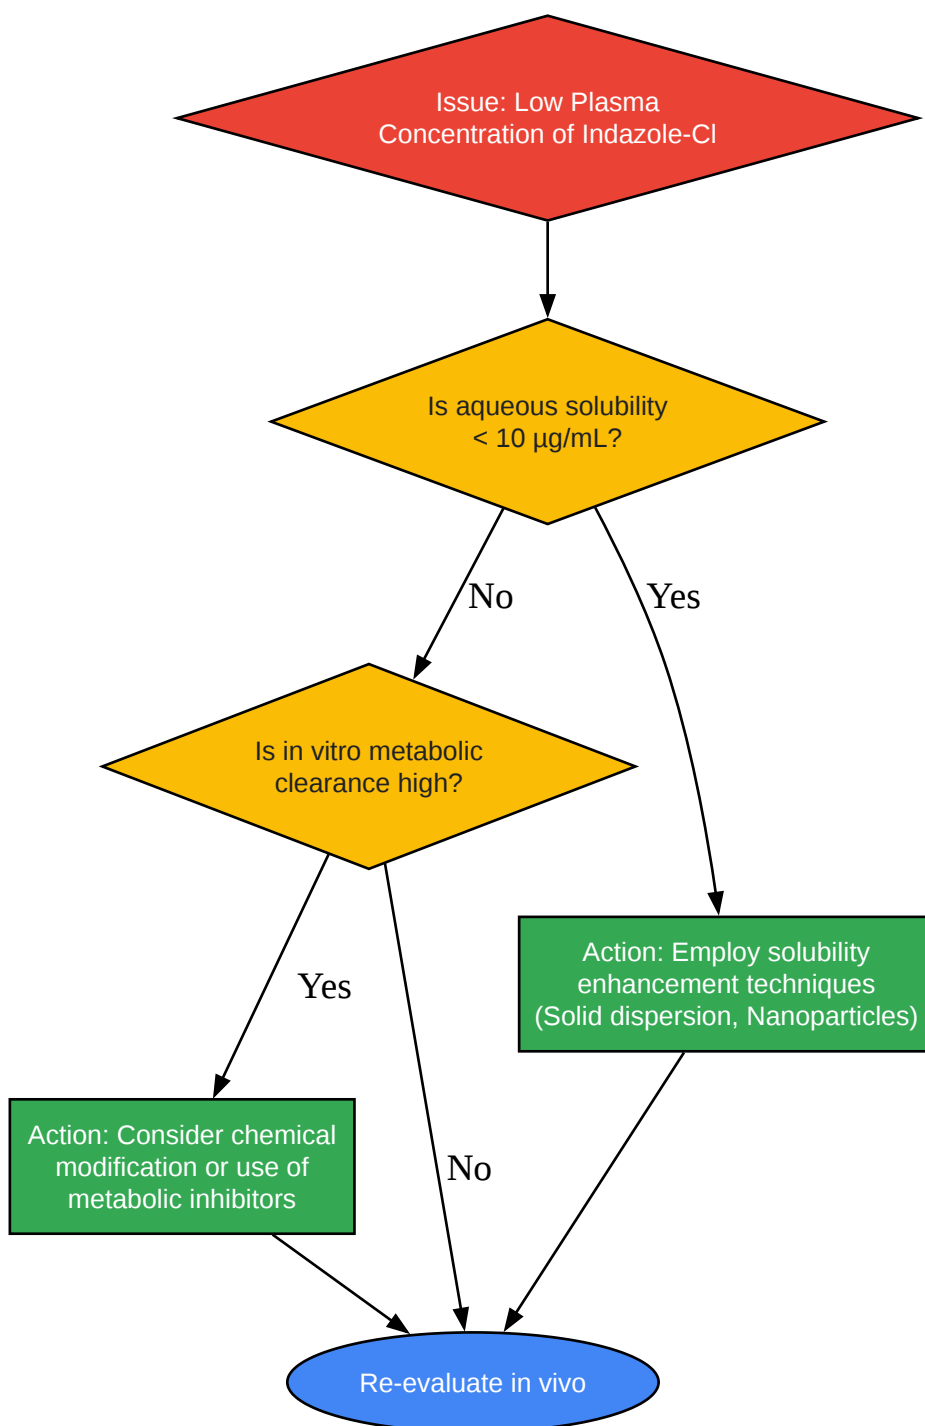 Issue: Low Plasma
Concentration of Indazole-Cl
Is aqueous solubility
< 10 µg/mL?
No
Yes
Is in vitro metabolic
clearance high?
Action: Employ solubility
enhancement techniques
(Solid dispersion, Nanoparticles)
Yes
Action: Consider chemical
modification or use of
metabolic inhibitors
No
Re-evaluate in vivo